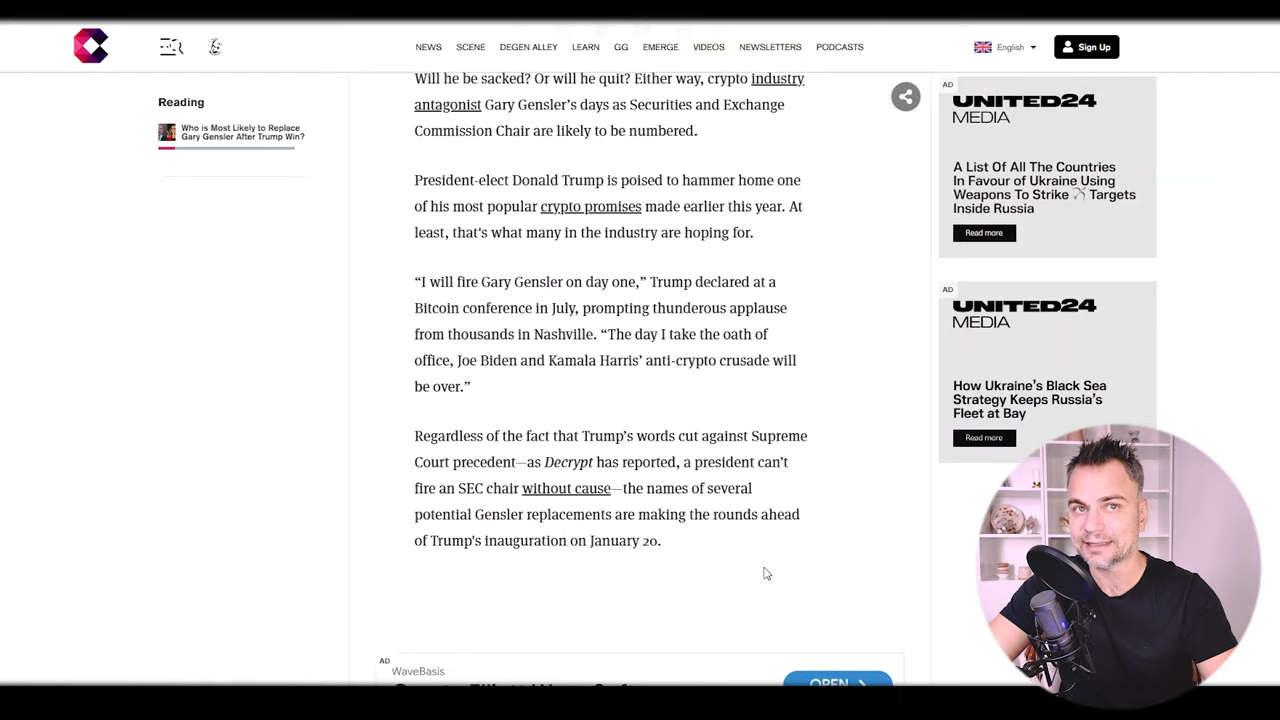 NEWS SCENE DEGEN ALLEY LEARN GG EMERGE VIDEOS NEWSLETTERS PODCASTS English Sign Up
Reading
Who is Most Likely to Replace
Gary Gensler After Trump Win?
Will he be sacked? Or will he quit? Either way, crypto industry
antagonist Gary Gensler’s days as Securities and Exchange
Commission Chair are likely to be numbered.
President-elect Donald Trump is poised to hammer home one
of his most popular crypto promises made earlier this year. At
least, that's what many in the industry are hoping for.
“I will fire Gary Gensler on day one,” Trump declared at a
Bitcoin conference in July, prompting thunderous applause
from thousands in Nashville. “The day I take the oath of
office, Joe Biden and Kamala Harris’ anti-crypto crusade will
be over.”
Regardless of the fact that Trump’s words cut against Supreme
Court precedent—as Decrypt has reported, a president can’t
fire an SEC chair without cause—the names of several
potential Gensler replacements are making the rounds ahead
of Trump's inauguration on January 20.
AD
WaveBasis
OPEN
AD
UNITED24
MEDIA
A List Of All The Countries
In Favour of Ukraine Using
Weapons To Strike Targets
Inside Russia
Read more
AD
UNITED24
MEDIA
How Ukraine’s Black Sea
Strategy Keeps Russia’s
Fleet at Bay
Read more